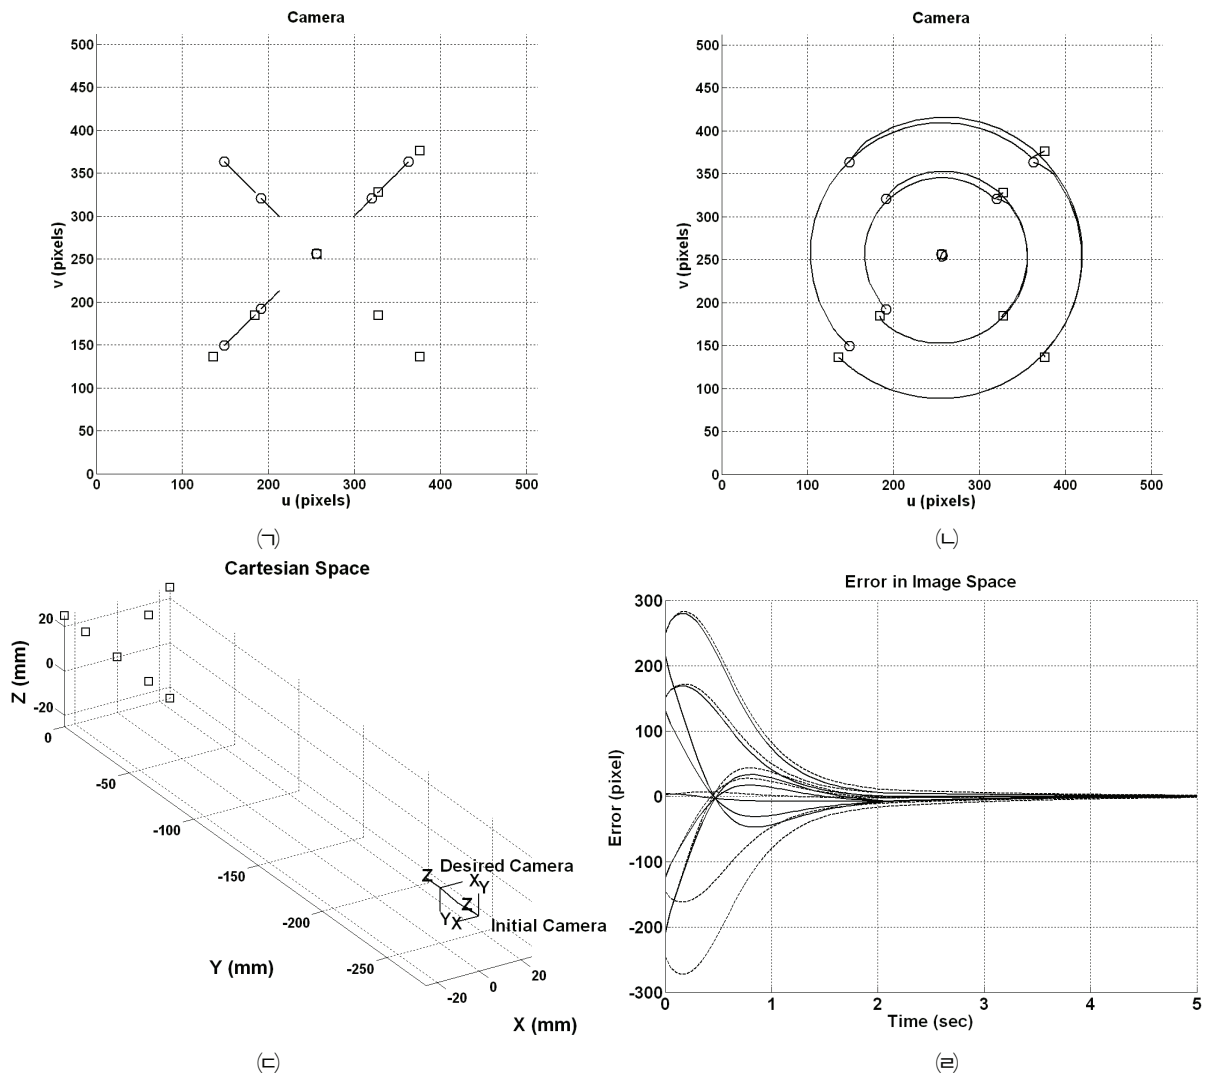 Camera
500
450
400
350
300
250
200
150
100
50
0
v (pixels)
0 100 200 300 400 500
u (pixels)
(ㄱ)
Camera
500
450
400
350
300
250
200
150
100
50
0
v (pixels)
0 100 200 300 400 500
u (pixels)
(ㄴ)
Cartesian Space
20
0
-20
Z (mm)
0
-50
-100
-150
-200
-250
Y (mm)
-20 0 20
X (mm)
Desired Camera
Z
X
Y
Y
Z
X
Initial Camera
(ㄷ)
Error in Image Space
300
200
100
0
-100
-200
-300
Error (pixel)
0 1 2 3 4 5
Time (sec)
(ㄹ)